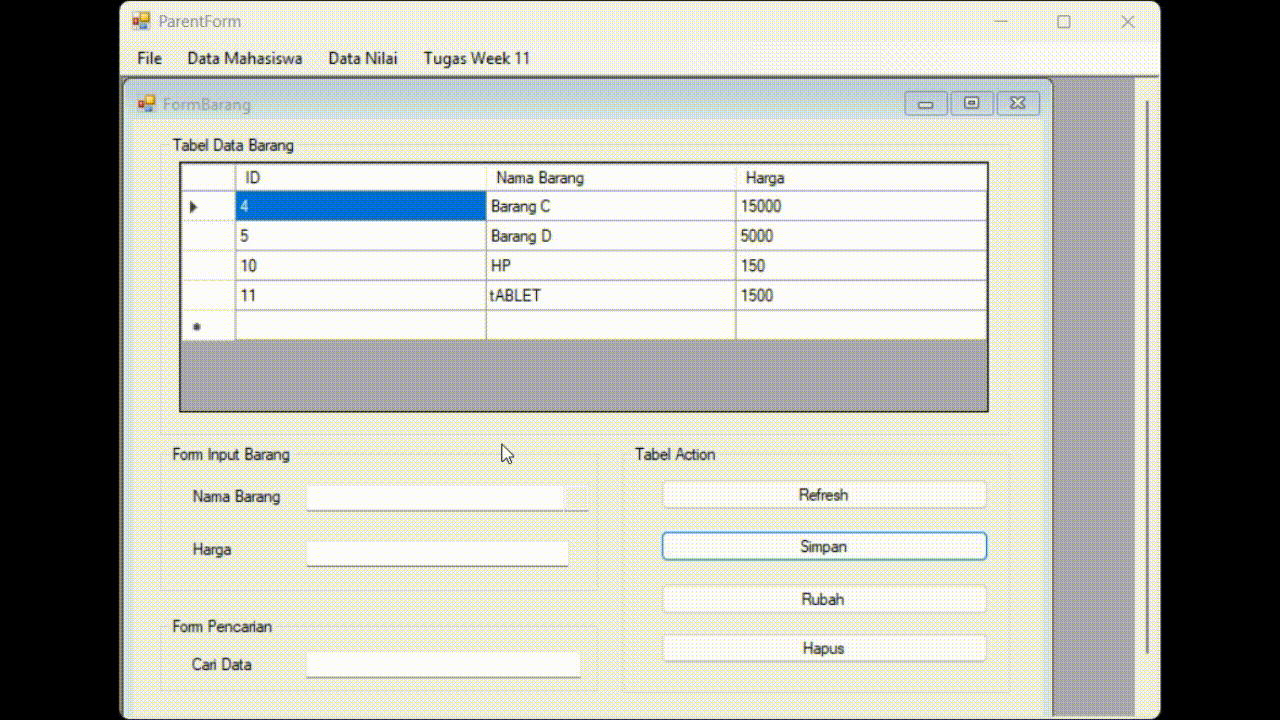 ParentForm
File Data Mahasiswa Data Nilai Tugas Week 11
FormBarang
Tabel Data Barang
ID Nama Barang Harga
4 Barang C 15000
5 Barang D 5000
10 HP 150
11 tABLET 1500
Form Input Barang
Nama Barang
Harga
Form Pencarian
Cari Data
Tabel Action
Refresh
Simpan
Rubah
Hapus